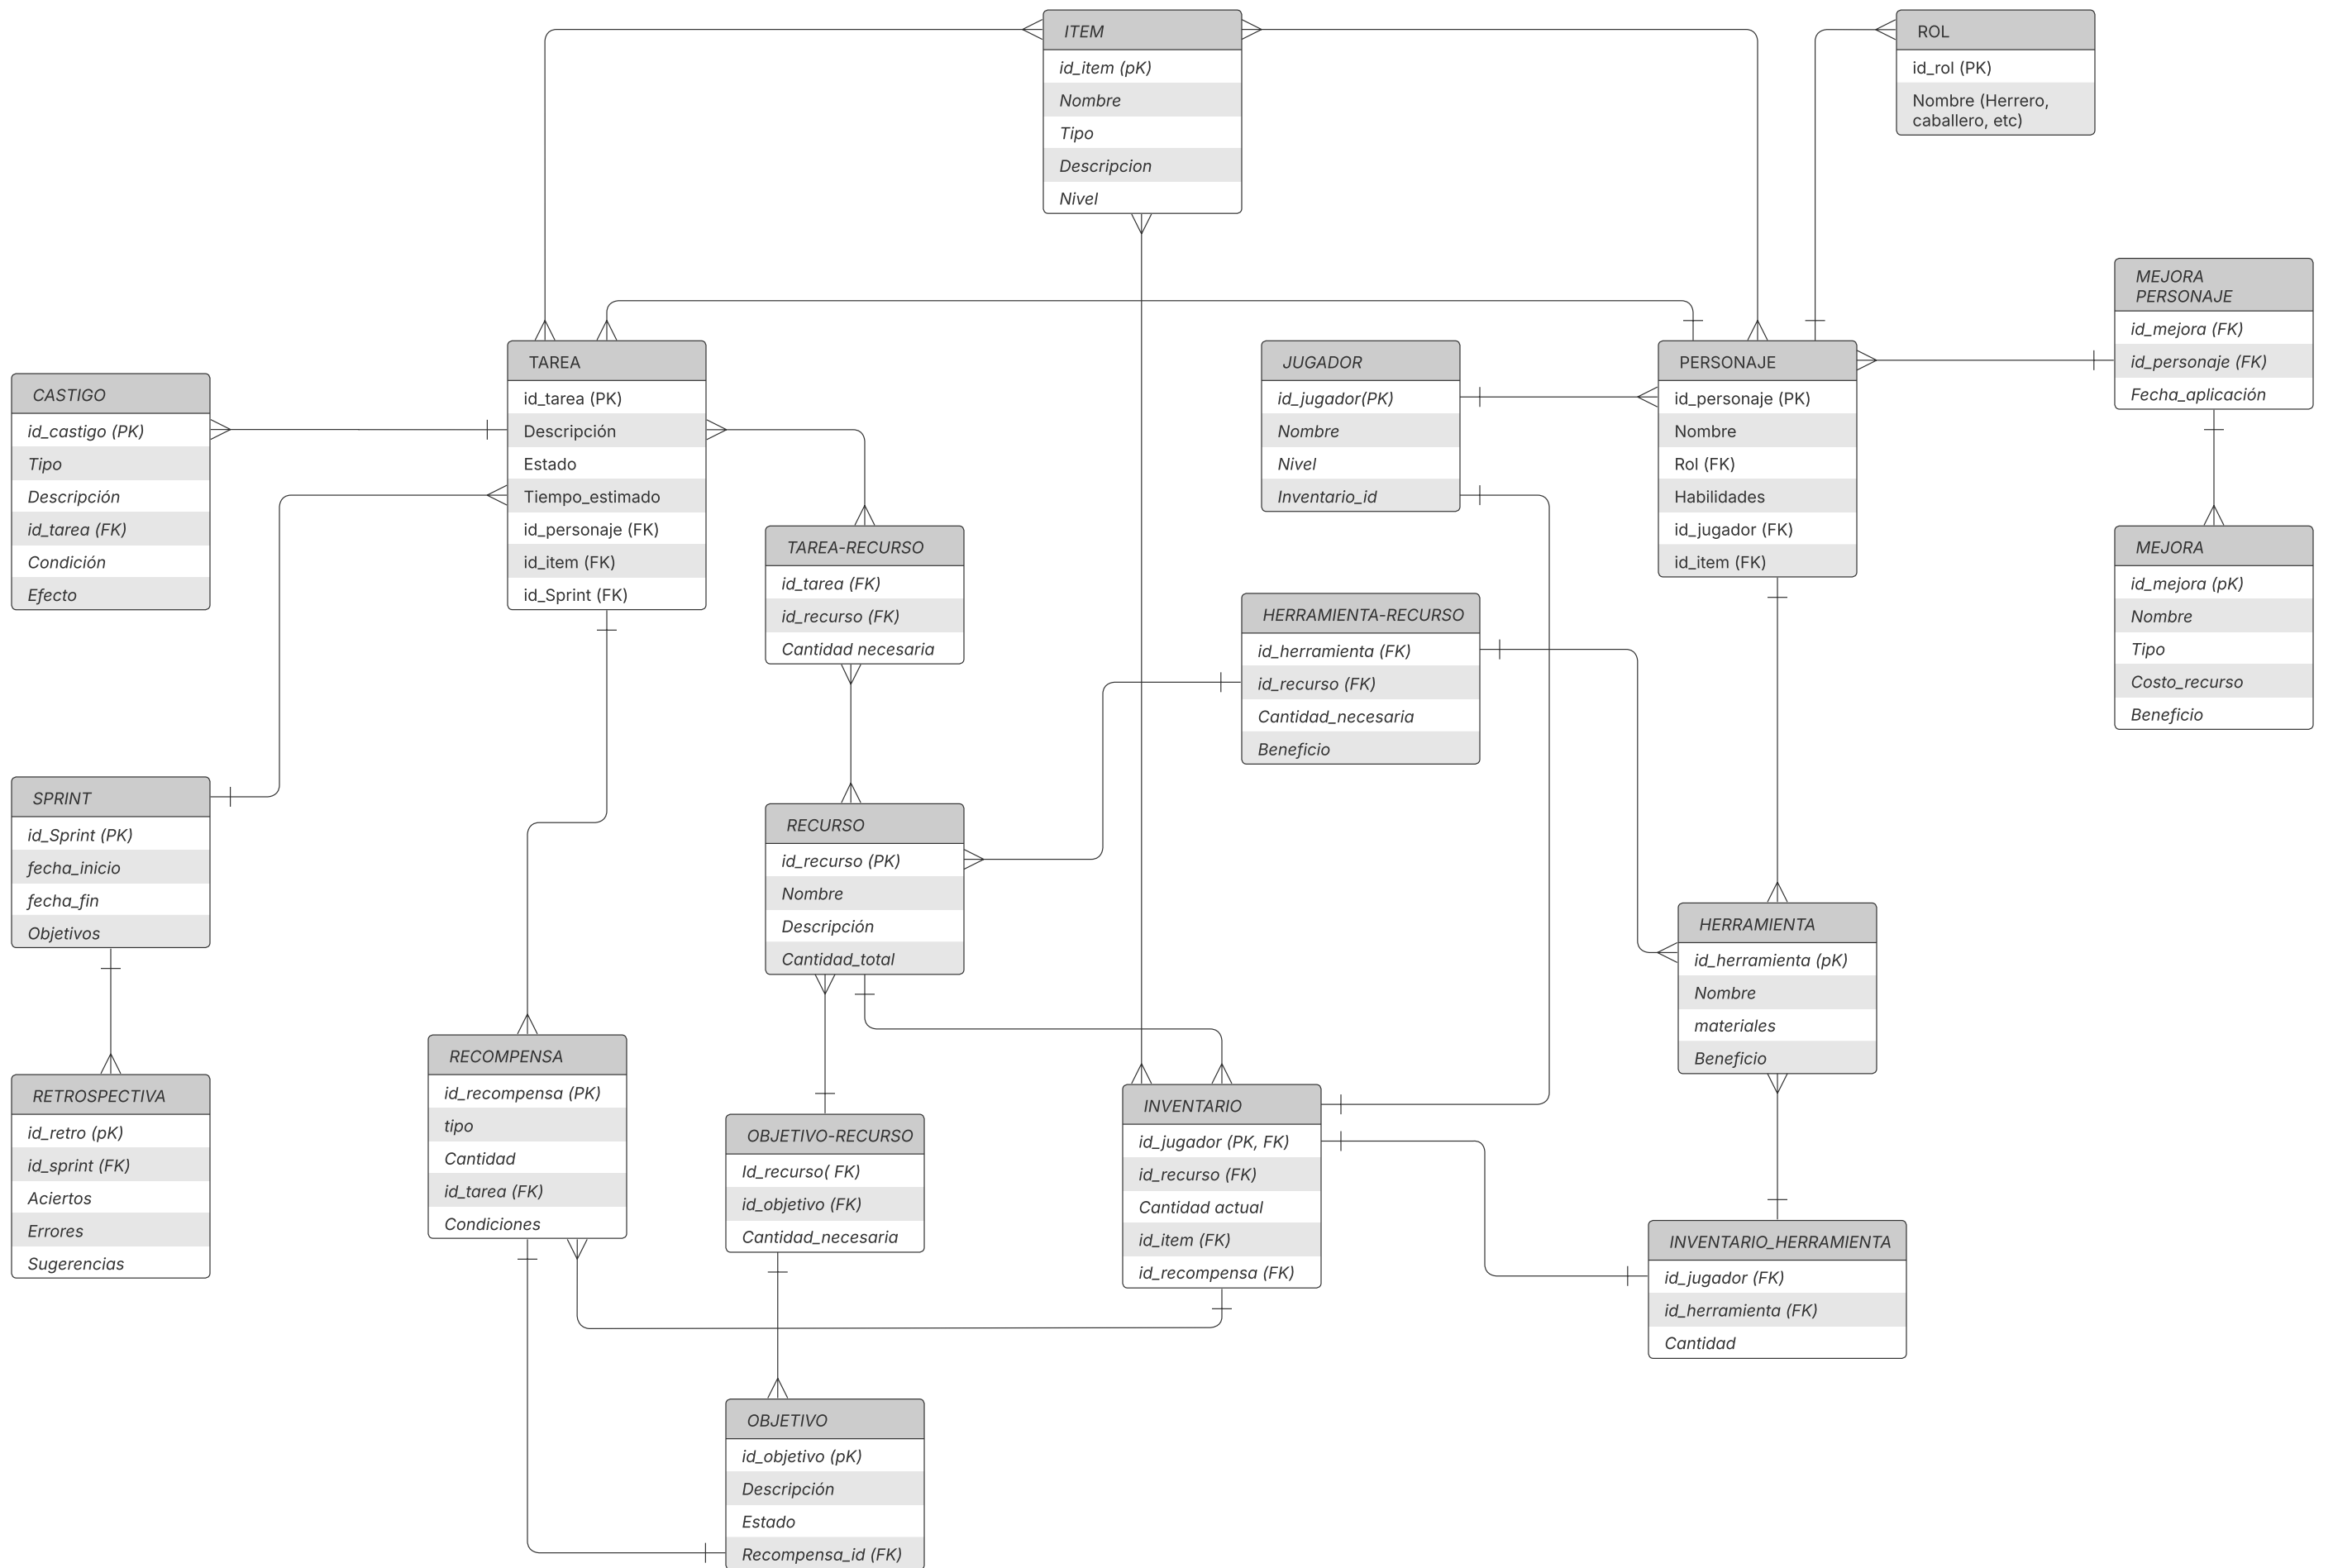 ITEM
id_item (pK)
Nombre
Tipo
Descripcion
Nivel
ROL
id_rol (PK)
Nombre (Herrero,
caballero, etc)
MEJORA
PERSONAJE
id_mejora (FK)
id_personaje (FK)
Fecha_aplicación
TAREA
id_tarea (PK)
Descripción
Estado
Tiempo_estimado
id_personaje (FK)
id_item (FK)
id_Sprint (FK)
JUGADOR
id_jugador(PK)
Nombre
Nivel
Inventario_id
PERSONAJE
id_personaje (PK)
Nombre
Rol (FK)
Habilidades
id_jugador (FK)
id_item (FK)
CASTIGO
id_castigo (PK)
Tipo
Descripción
id_tarea (FK)
Condición
Efecto
TAREA-RECURSO
id_tarea (FK)
id_recurso (FK)
Cantidad necesaria
MEJORA
id_mejora (pK)
Nombre
Tipo
Costo_recurso
Beneficio
HERRAMIENTA-RECURSO
id_herramienta (FK)
id_recurso (FK)
Cantidad_necesaria
Beneficio
SPRINT
id_Sprint (PK)
fecha_inicio
fecha_fin
Objetivos
RECURSO
id_recurso (PK)
Nombre
Descripción
Cantidad_total
HERRAMIENTA
id_herramienta (pK)
Nombre
materiales
Beneficio
RECOMPENSA
id_recompensa (PK)
tipo
Cantidad
id_tarea (FK)
Condiciones
RETROSPECTIVA
id_retro (pK)
id_sprint (FK)
Aciertos
Errores
Sugerencias
INVENTARIO
id_jugador (PK, FK)
id_recurso (FK)
Cantidad actual
id_item (FK)
id_recompensa (FK)
OBJETIVO-RECURSO
Id_recurso( FK)
id_objetivo (FK)
Cantidad_necesaria
INVENTARIO_HERRAMIENTA
id_jugador (FK)
id_herramienta (FK)
Cantidad
OBJETIVO
id_objetivo (pK)
Descripción
Estado
Recompensa_id (FK)